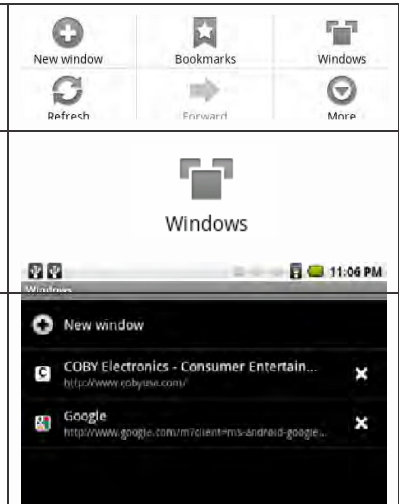 New window Bookmarks Windows
Refresh Forward More
Windows
11:06 PM
Windows
New window
COBY Electronics - Consumer Entertain...
http://www.cobyusa.com/
Google
http://www.google.com/m?client=ms-android-google...